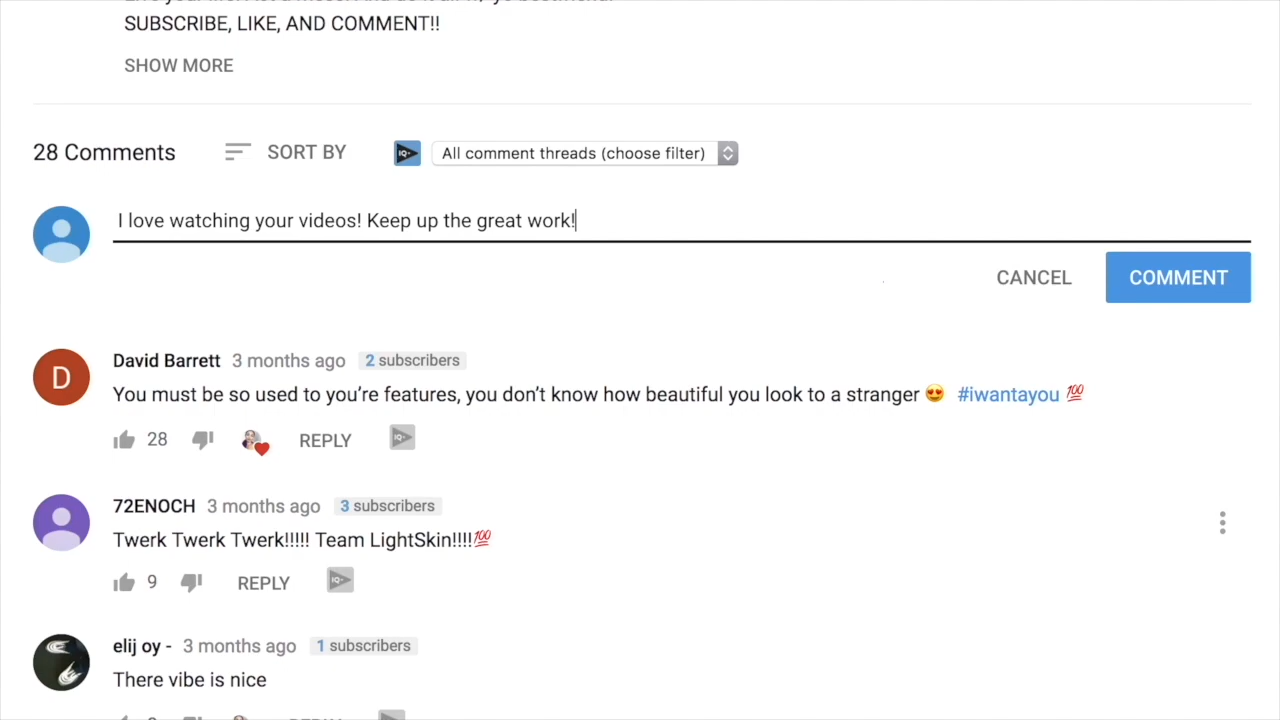 SUBSCRIBE, LIKE, AND COMMENT!!
SHOW MORE
28 Comments SORT BY IQ All comment threads (choose filter)
I love watching your videos! Keep up the great work!
CANCEL COMMENT
D David Barrett 3 months ago 2 subscribers
You must be so used to you’re features, you don’t know how beautiful you look to a stranger 😍 #iwantayou 💯
28 REPLY IQ
72ENOCH 3 months ago 3 subscribers
Twerk Twerk Twerk!!!!! Team LightSkin!!!!💯
9 REPLY IQ
elij oy - 3 months ago 1 subscribers
There vibe is nice